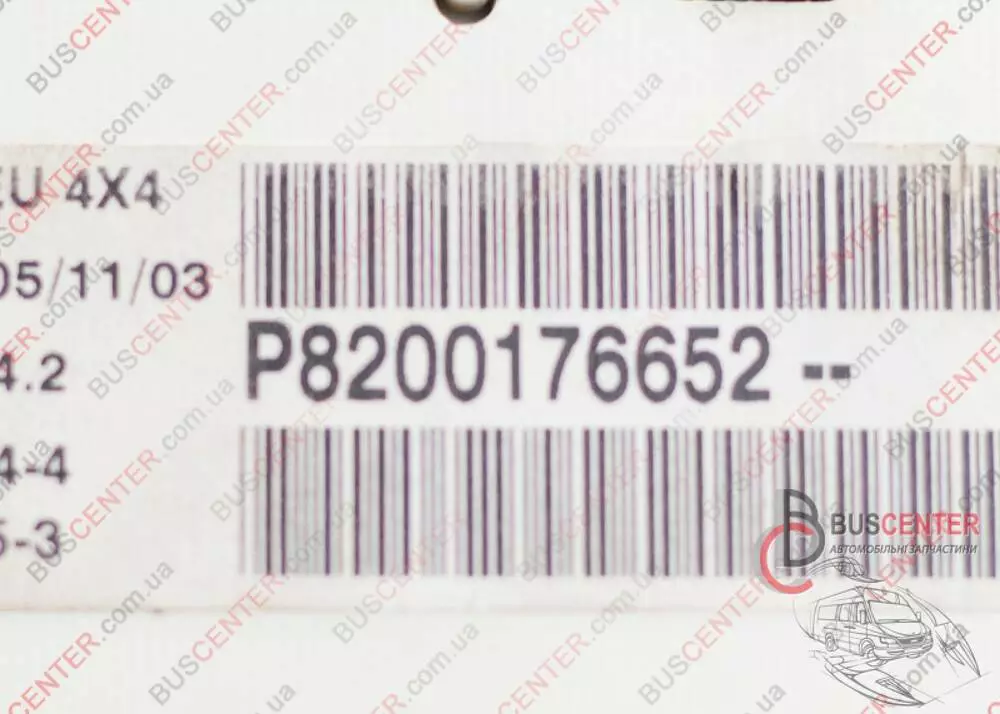 EU 4X4
05/11/03
P8200176652 --
4.2
4-4
5-3
BUSCENTER
АВТОМОБІЛЬНІ ЗАПЧАСТИНИ
BUSCENTER.com.ua